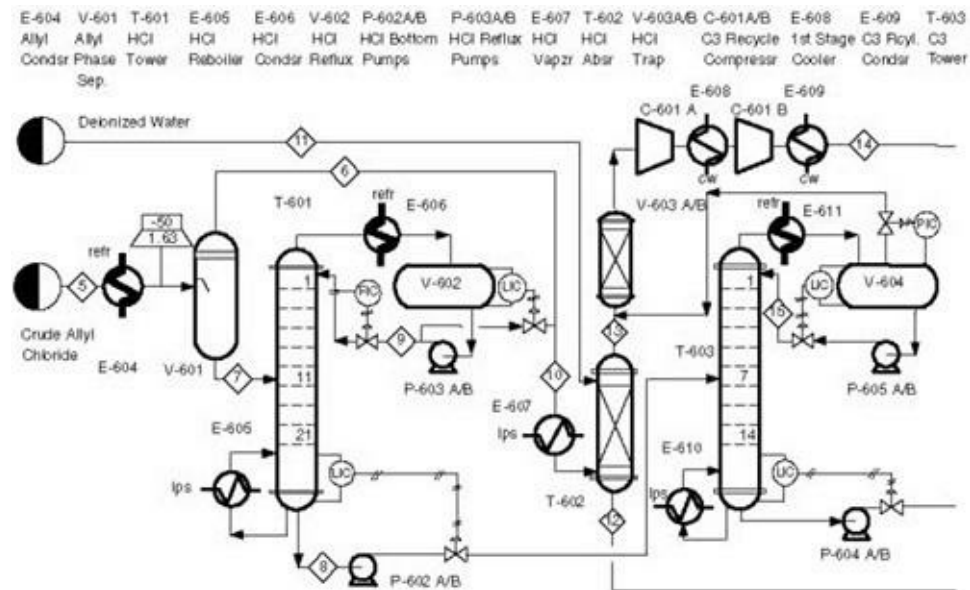 E-604 V-601 T-601 E-605 E-606 V-602 P-602A/B P-603A/B E-607 T-602 V-603A/B C-601A/B E-608 E-609 T-603
Allyl Allyl HCl HCl HCl HCl HCl Bottom HCl Reflux HCl HCl HCl C3 Recycle 1st Stage C3 Rcyl. C3
Condsr Phase Tower Reboiler Condsr Reflux Pumps Pumps Vapzr Absr Trap Compressr Cooler Condsr Tower
Sep.
E-608 E-609
C-601 A C-601 B
Deionized Water
11
14
6
cw cw
refr
T-601 E-606
V-603 A/B
refr
E-611
PIC
-50
1.63
refr
5
1
FIC
V-602
LIC
1
LIC
V-604
Crude Allyl
Chloride
9
13
15
E-604 V-601
P-603 A/B
T-603
P-605 A/B
7
11
10
7
E-607
lps
E-605
21
14
E-610
lps
LIC
T-602
lps
LIC
12
P-604 A/B
8
P-602 A/B